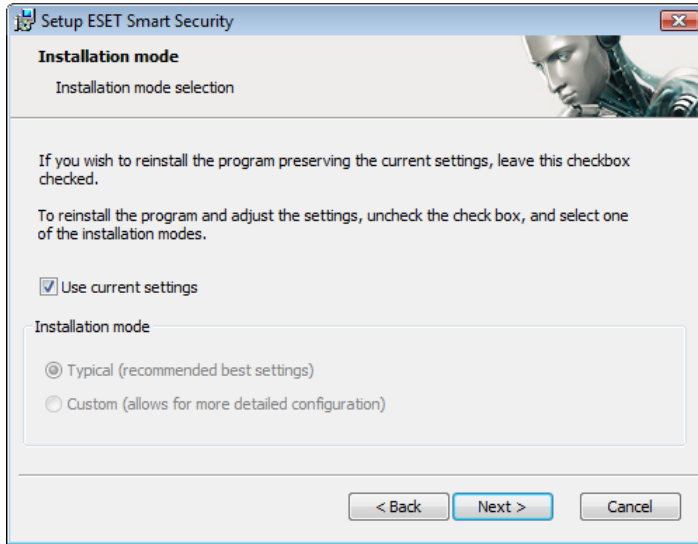 Setup ESET Smart Security
Installation mode
Installation mode selection
If you wish to reinstall the program preserving the current settings, leave this checkbox
checked.
To reinstall the program and adjust the settings, uncheck the check box, and select one
of the installation modes.
Use current settings
Installation mode
Typical (recommended best settings)
Custom (allows for more detailed configuration)
< Back Next > Cancel